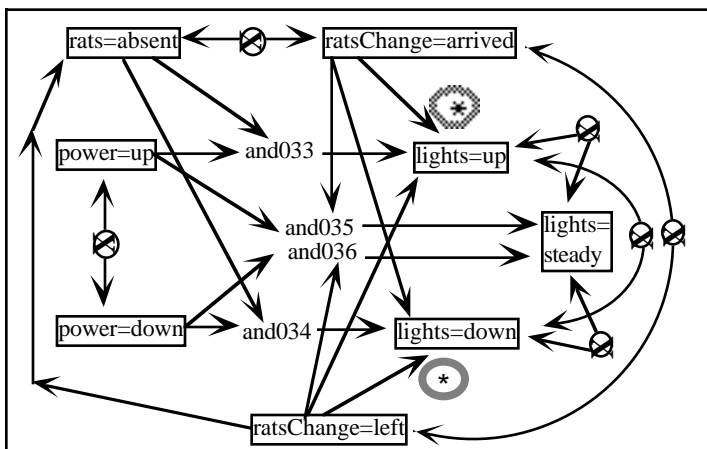 rats=absent
ratsChange=arrived
*
power=up
and033
lights=up
and035
and036
lights=
steady
power=down
and034
lights=down
*
ratsChange=left